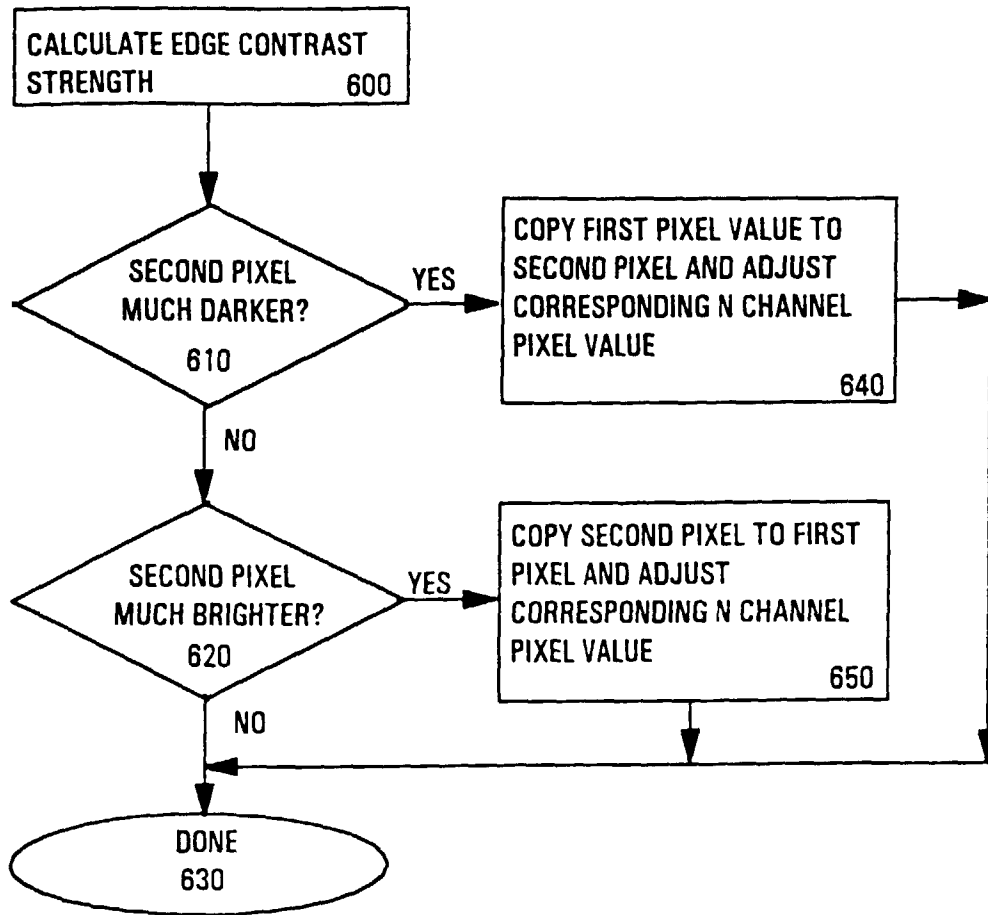 CALCULATE EDGE CONTRAST
STRENGTH 600
SECOND PIXEL
MUCH DARKER?
610
YES
COPY FIRST PIXEL VALUE TO
SECOND PIXEL AND ADJUST
CORRESPONDING N CHANNEL
PIXEL VALUE
640
NO
SECOND PIXEL
MUCH BRIGHTER?
620
YES
COPY SECOND PIXEL TO FIRST
PIXEL AND ADJUST
CORRESPONDING N CHANNEL
PIXEL VALUE
650
NO
DONE
630